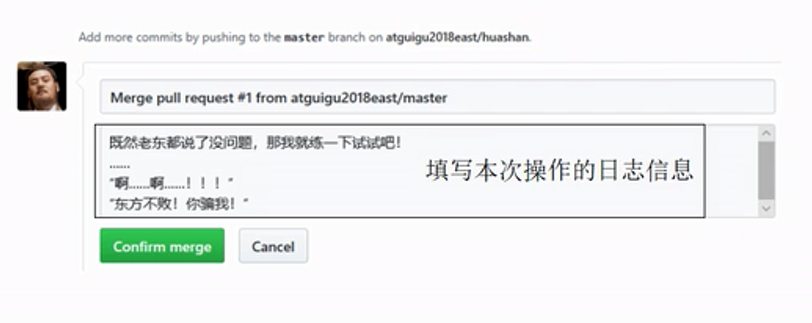 Add more commits by pushing to the master branch on atguigu2018east/huashan.
Merge pull request #1 from atguigu2018east/master
既然老东都说了没问题，那我就练一下试试吧！
......
“啊......啊......！！！”
“东方不败！你骗我！”
填写本次操作的日志信息
Confirm merge
Cancel